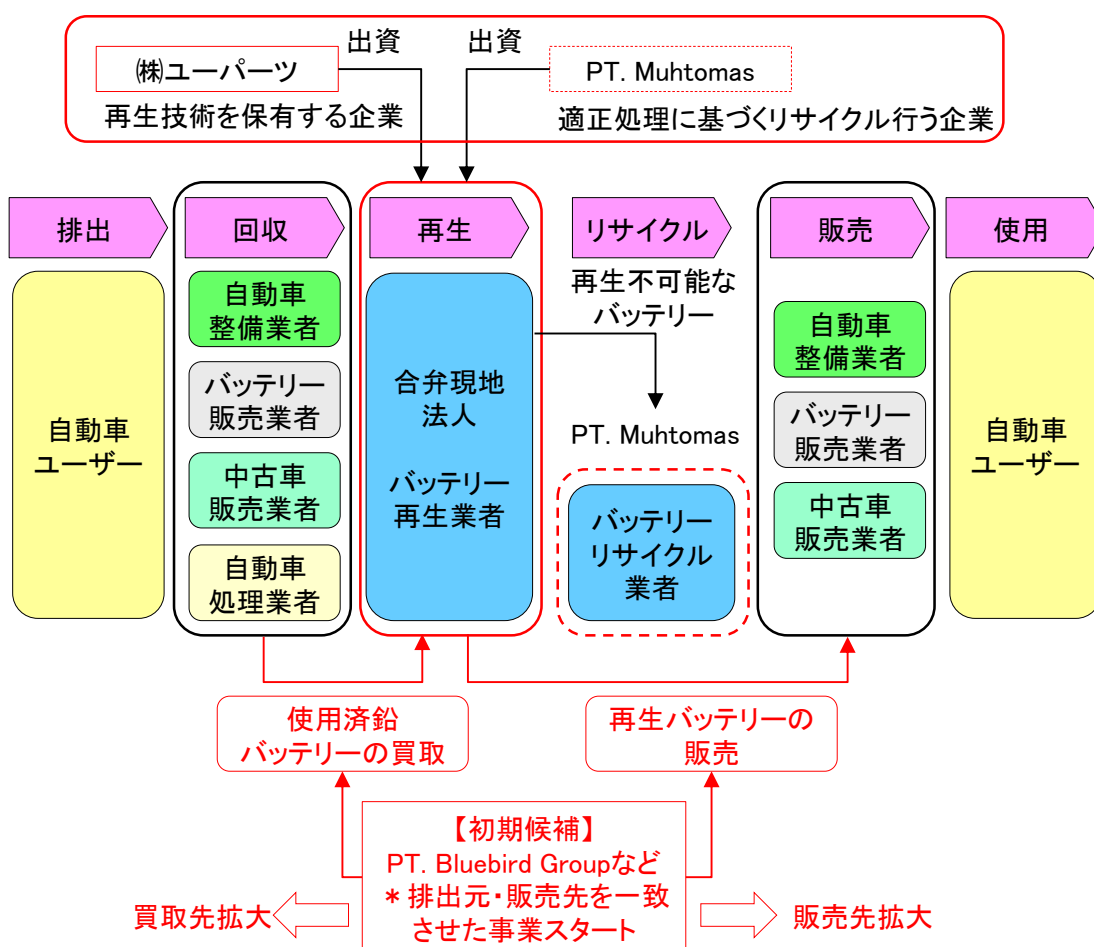 出資
出資
㈱ユーパーツ
PT. Muhtomas
再生技術を保有する企業
適正処理に基づくリサイクル行う企業
排出
回収
再生
リサイクル
販売
使用
自動車
ユーザー
自動車
整備業者
バッテリー
販売業者
中古車
販売業者
自動車
処理業者
合弁現地
法人
バッテリー
再生業者
再生不可能な
バッテリー
PT. Muhtomas
バッテリー
リサイクル
業者
自動車
整備業者
バッテリー
販売業者
中古車
販売業者
自動車
ユーザー
使用済鉛
バッテリーの買取
再生バッテリーの
販売
【初期候補】
PT. Bluebird Groupなど
＊排出元・販売先を一致
させた事業スタート
買取先拡大
販売先拡大